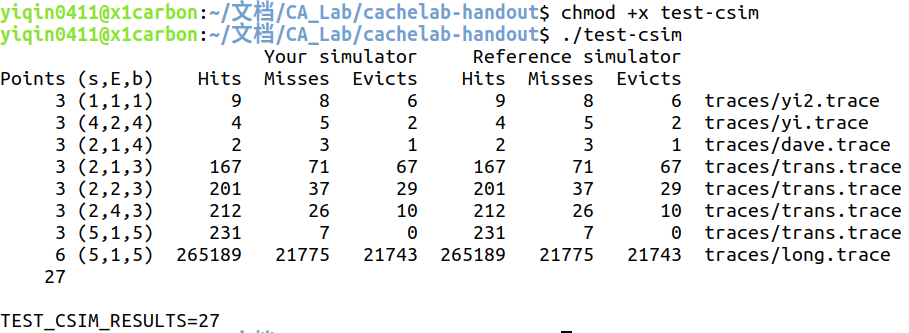 yiqin0411@x1carbon:~/文档/CA_Lab/cachelab-handout$ chmod +x test-csim
yiqin0411@x1carbon:~/文档/CA_Lab/cachelab-handout$ ./test-csim
                        Your simulator     Reference simulator
Points (s,E,b)    Hits  Misses  Evicts    Hits  Misses  Evicts
     3 (1,1,1)       9       8       6       9       8       6  traces/yi2.trace
     3 (4,2,4)       4       5       2       4       5       2  traces/yi.trace
     3 (2,1,4)       2       3       1       2       3       1  traces/dave.trace
     3 (2,1,3)     167      71      67     167      71      67  traces/trans.trace
     3 (2,2,3)     201      37      29     201      37      29  traces/trans.trace
     3 (2,4,3)     212      26      10     212      26      10  traces/trans.trace
     3 (5,1,5)     231       7       0     231       7       0  traces/trans.trace
     6 (5,1,5)  265189   21775   21743  265189   21775   21743  traces/long.trace
    27

TEST_CSIM_RESULTS=27